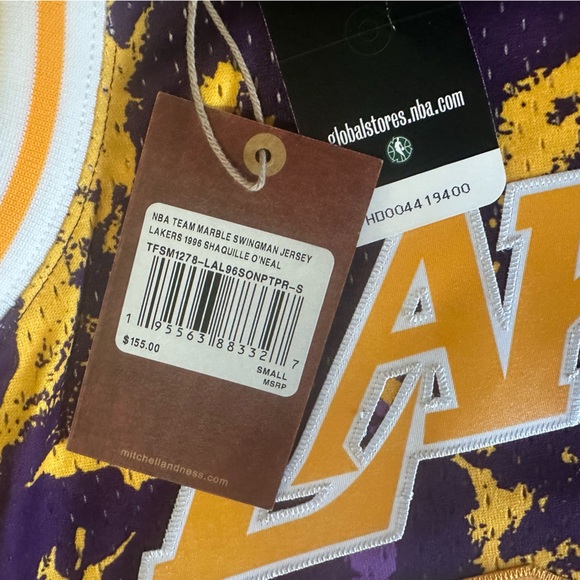 globalstores.nba.com
HD004419400
NBA TEAM MARBLE SWINGMAN JERSEY
LAKERS 1996 SHAQUILLE O'NEAL
TFSM1278-LAL96SONPTPR-S
1 95563 88332 7
$155.00
SMALL
MSRP
mitchellandness.com
LA